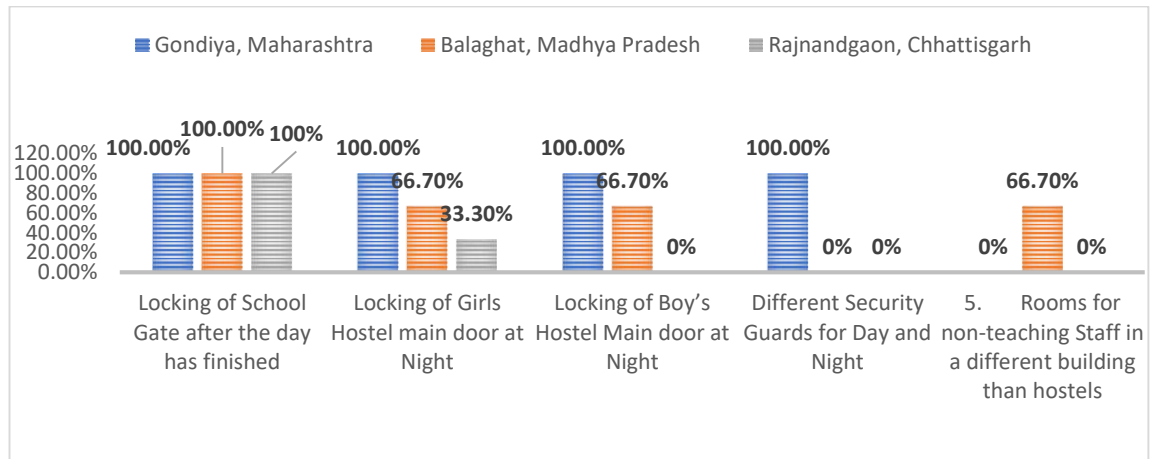 Gondiya, Maharashtra Balaghat, Madhya Pradesh Rajnandgaon, Chhattisgarh
100.00% 100.00% 100% 100.00% 66.70% 33.30% 100.00% 66.70% 0% 100.00% 0% 0% 0% 66.70% 0%
120.00%
100.00%
80.00%
60.00%
40.00%
20.00%
0.00%
Locking of School
Gate after the day
has finished
Locking of Girls
Hostel main door at
Night
Locking of Boy’s
Hostel Main door at
Night
Different Security
Guards for Day and
Night
5. Rooms for
non-teaching Staff in
a different building
than hostels